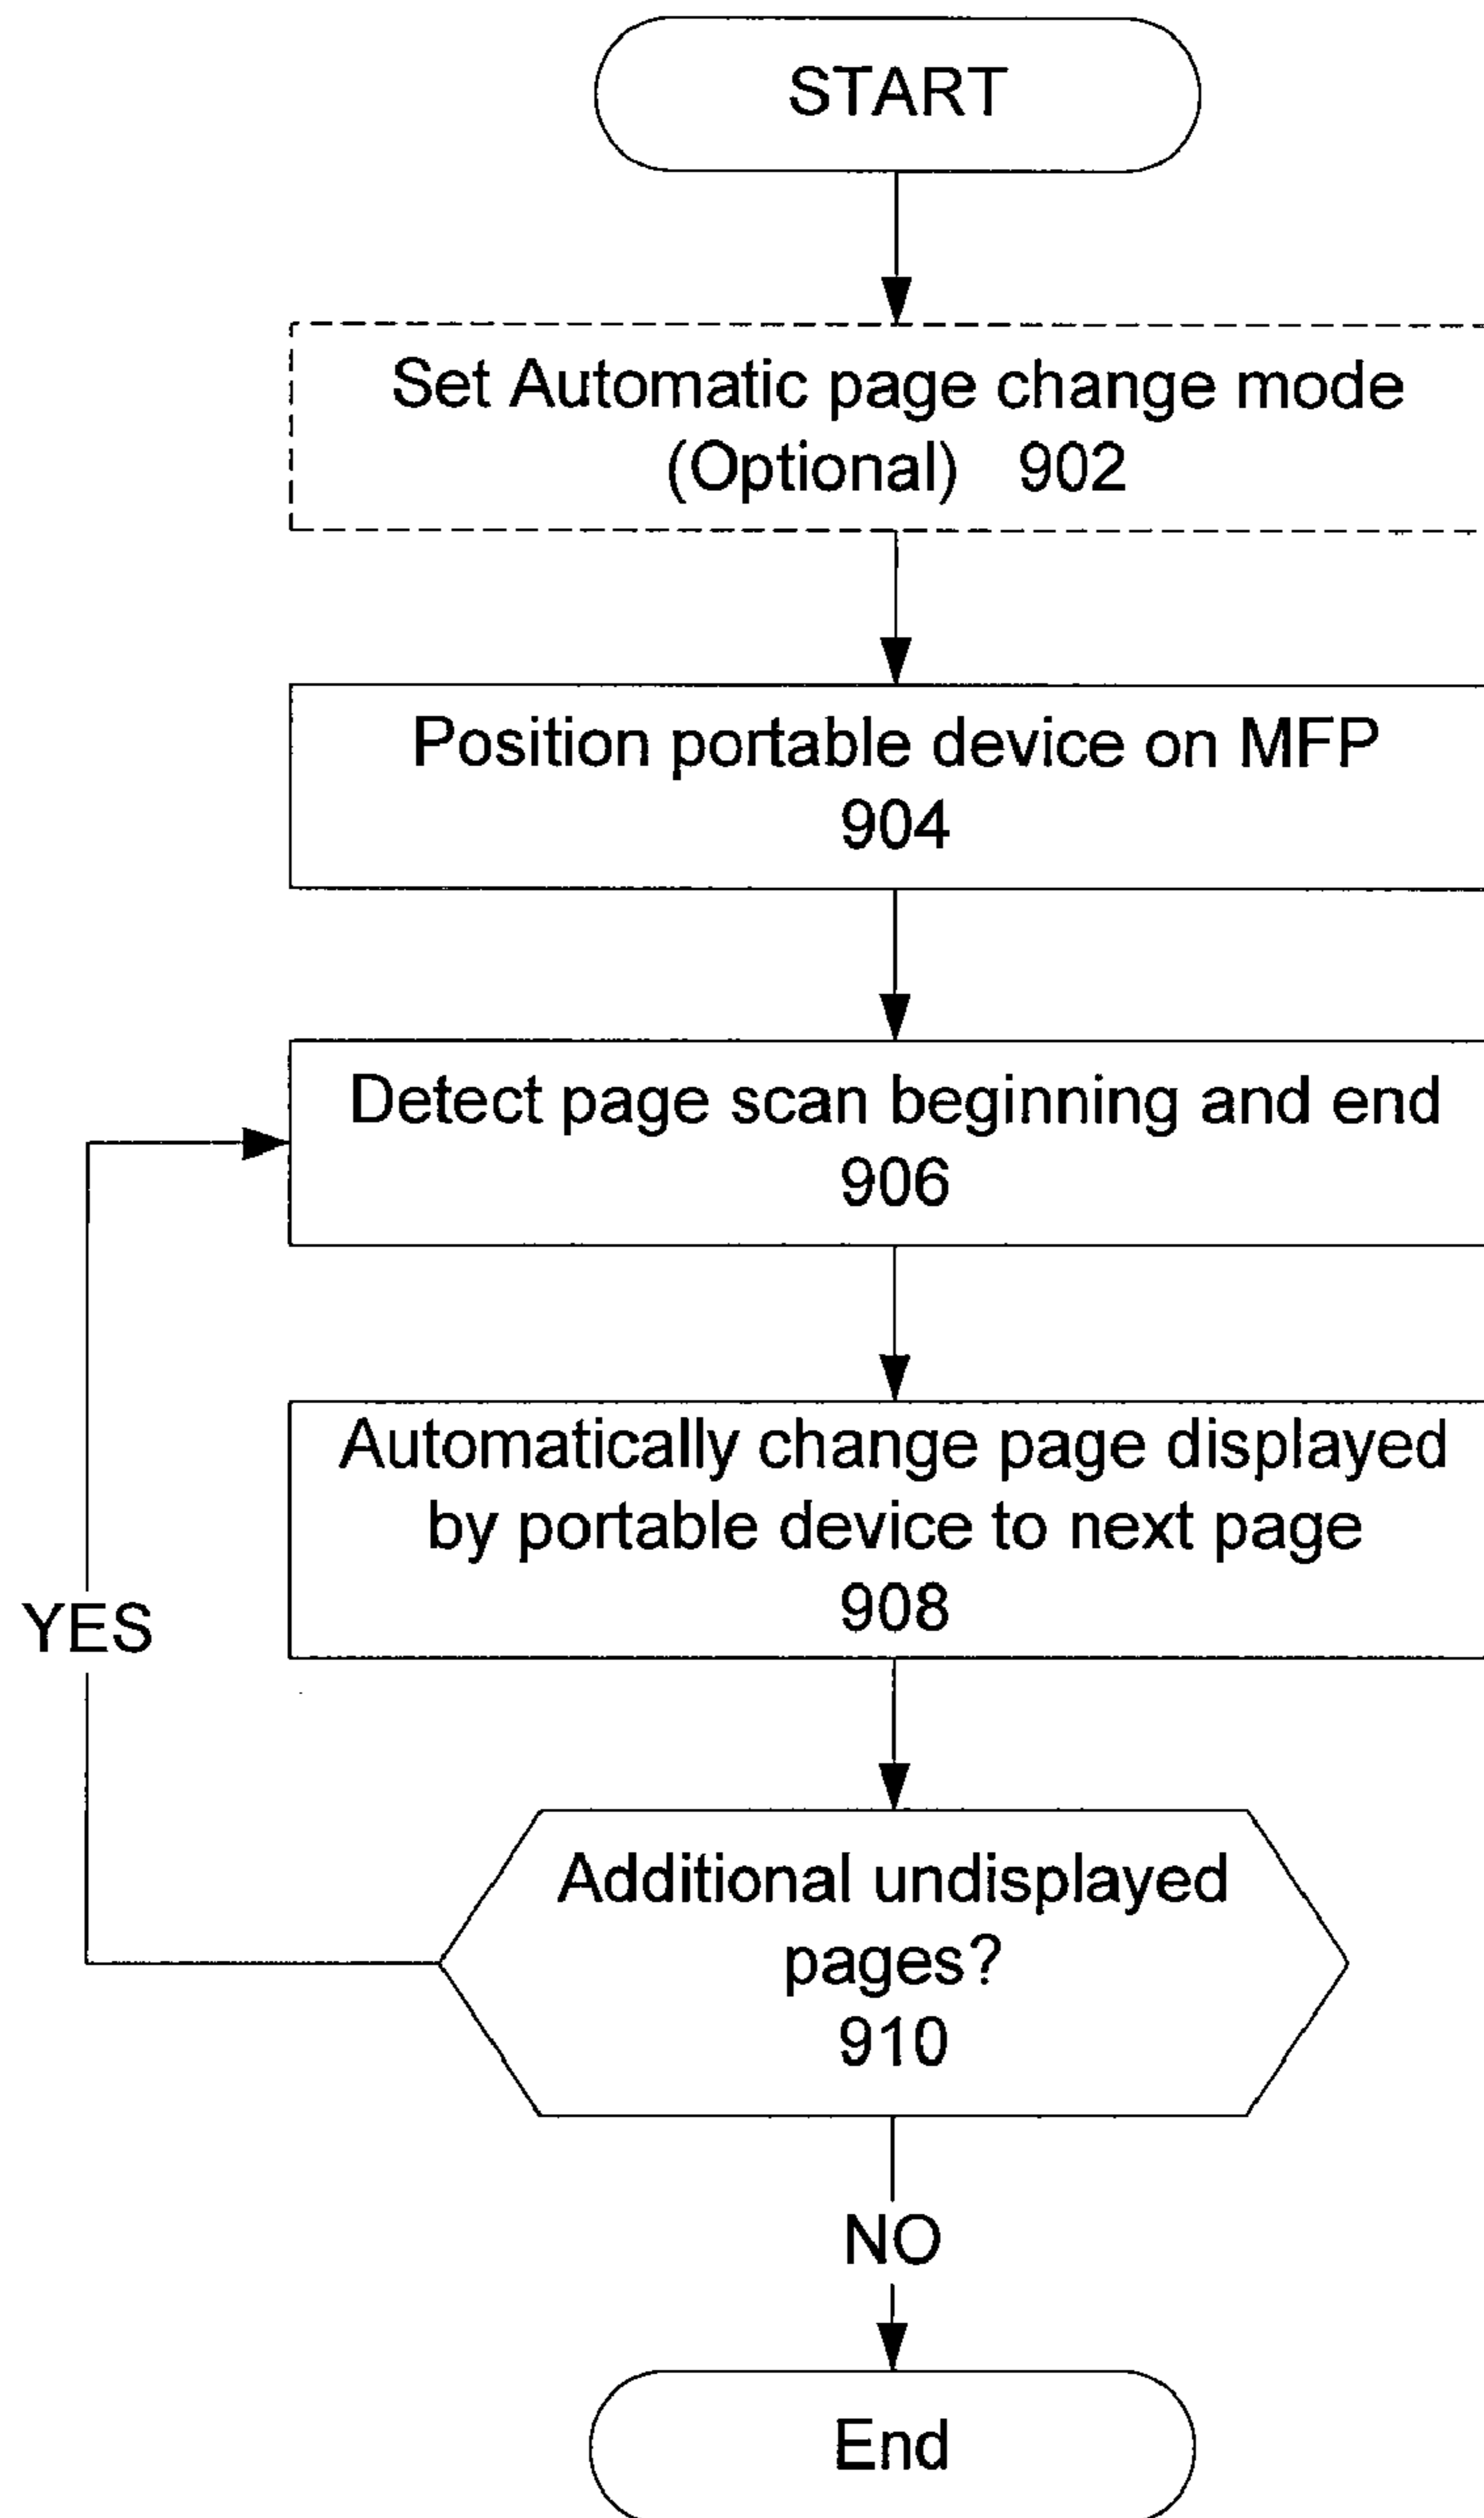 START
Set Automatic page change mode
(Optional) 902
Position portable device on MFP
904
Detect page scan beginning and end
906
Automatically change page displayed
by portable device to next page
908
YES
Additional undisplayed
pages?
910
NO
End